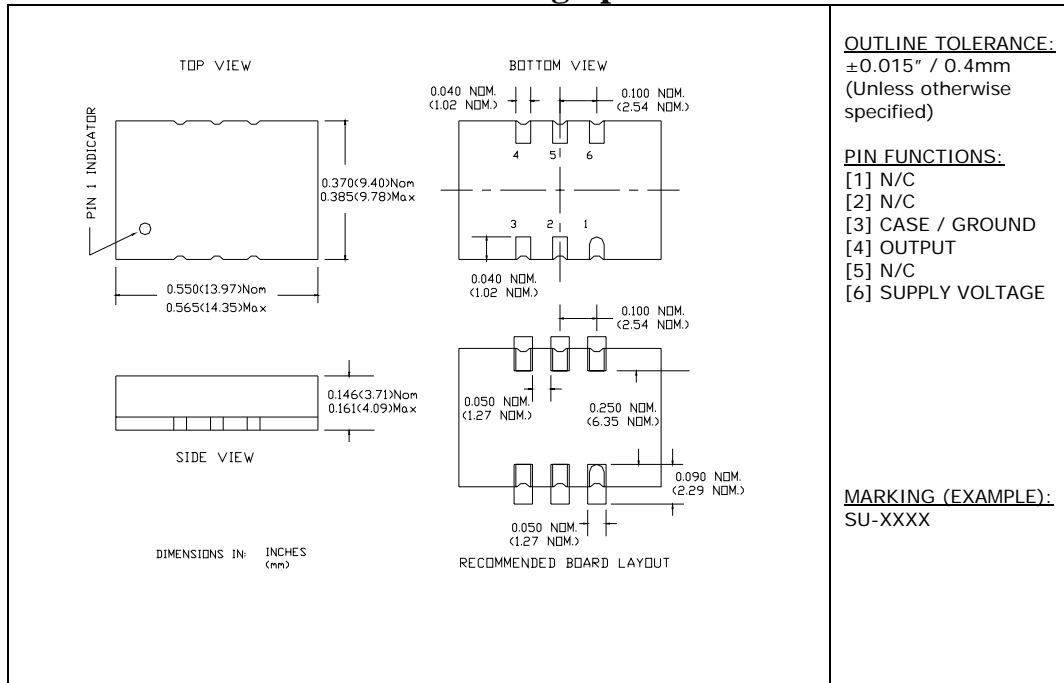 TOP VIEW
PIN 1 INDICATOR
0.370(9.40)Nom
0.385(9.78)Max
0.550(13.97)Nom
0.565(14.35)Max
0.146(3.71)Nom
0.161(4.09)Max
SIDE VIEW
DIMENSIONS IN: INCHES
(mm)
BOTTOM VIEW
0.040 NOM.
(1.02 NOM.)
0.100 NOM.
(2.54 NOM.)
4 5 6
3 2 1
0.040 NOM.
(1.02 NOM.)
0.100 NOM.
(2.54 NOM.)
0.050 NOM.
(1.27 NOM.)
0.250 NOM.
(6.35 NOM.)
0.090 NOM.
(2.29 NOM.)
0.050 NOM.
(1.27 NOM.)
RECOMMENDED BOARD LAYOUT
OUTLINE TOLERANCE:
±0.015" / 0.4mm
(Unless otherwise
specified)
PIN FUNCTIONS:
[1] N/C
[2] N/C
[3] CASE / GROUND
[4] OUTPUT
[5] N/C
[6] SUPPLY VOLTAGE
MARKING (EXAMPLE):
SU-XXXX